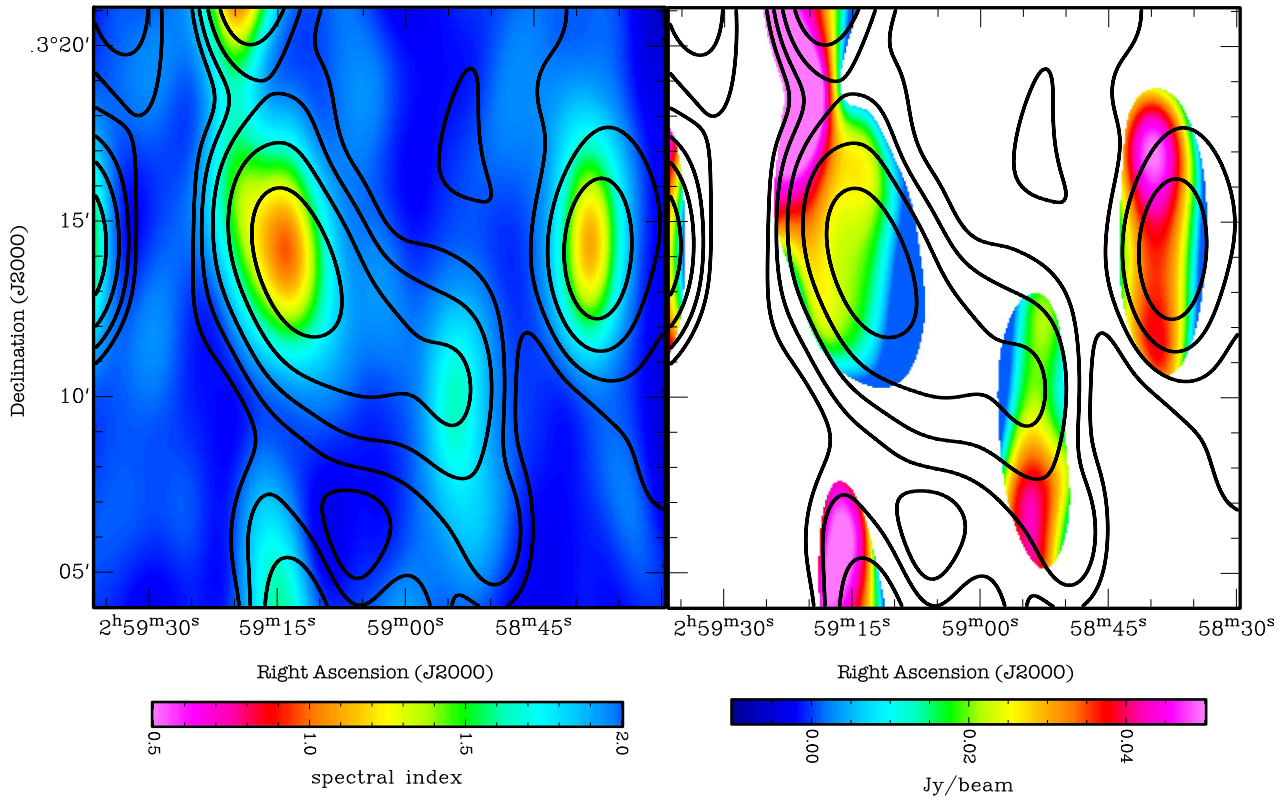 Declination (J2000)
.3°20′
15′
10′
05′
2ʰ59ᵐ30ˢ 59ᵐ15ˢ 59ᵐ00ˢ 58ᵐ45ˢ
2ʰ59ᵐ30ˢ 59ᵐ15ˢ 59ᵐ00ˢ 58ᵐ45ˢ 58ᵐ30ˢ
Right Ascension (J2000)
Right Ascension (J2000)
0.5 1.0 1.5 2.0
spectral index
0.00 0.02 0.04
Jy/beam